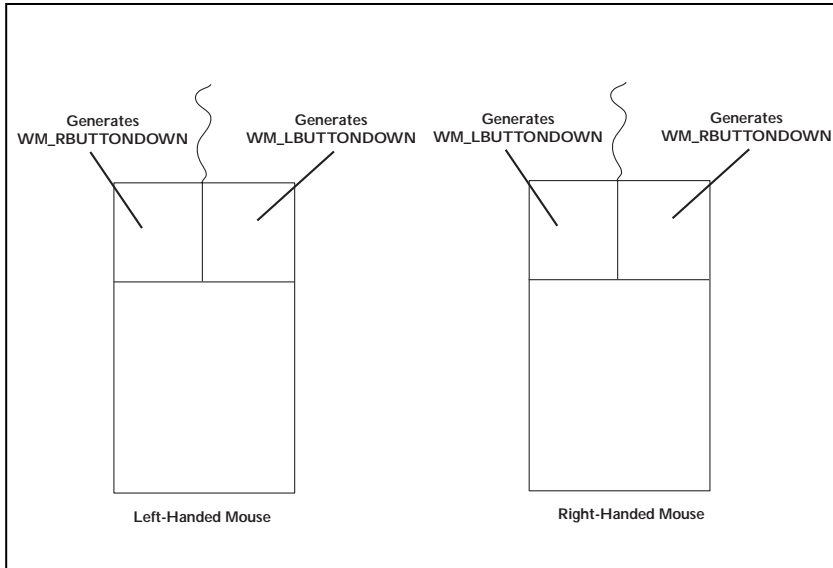 Generates
WM_RBUTTONDOWN
Generates
WM_LBUTTONDOWN
Generates
WM_LBUTTONDOWN
Generates
WM_RBUTTONDOWN
Left-Handed Mouse
Right-Handed Mouse